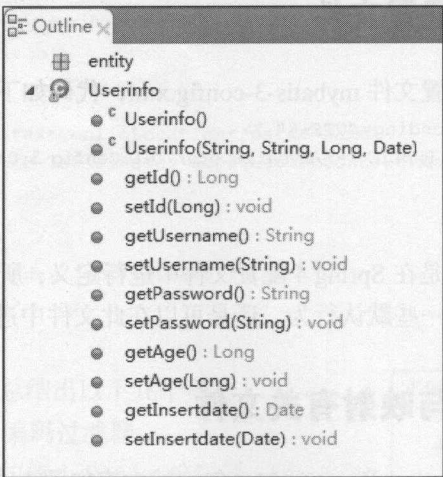 Outline
entity
Userinfo
C Userinfo()
C Userinfo(String, String, Long, Date)
getId() : Long
setId(Long) : void
getUsername() : String
setUsername(String) : void
getPassword() : String
setPassword(String) : void
getAge() : Long
setAge(Long) : void
getInsertdate() : Date
setInsertdate(Date) : void